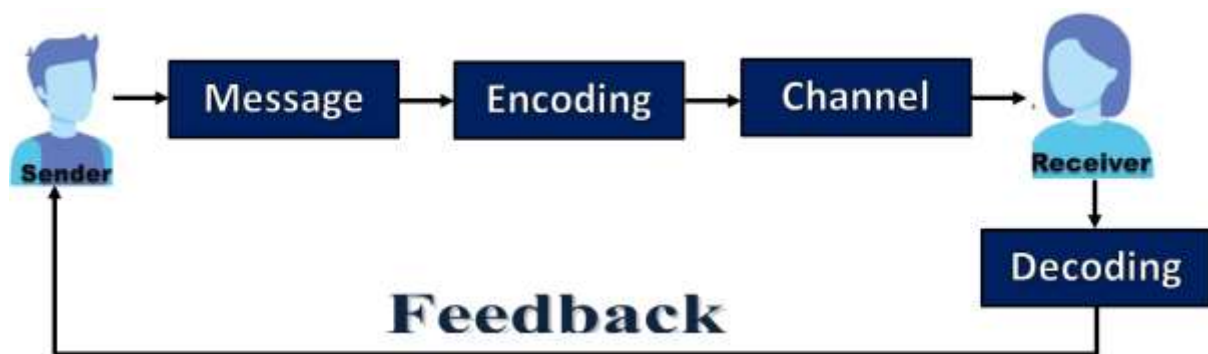 Sender
Message
Encoding
Channel
Receiver
Decoding
Feedback